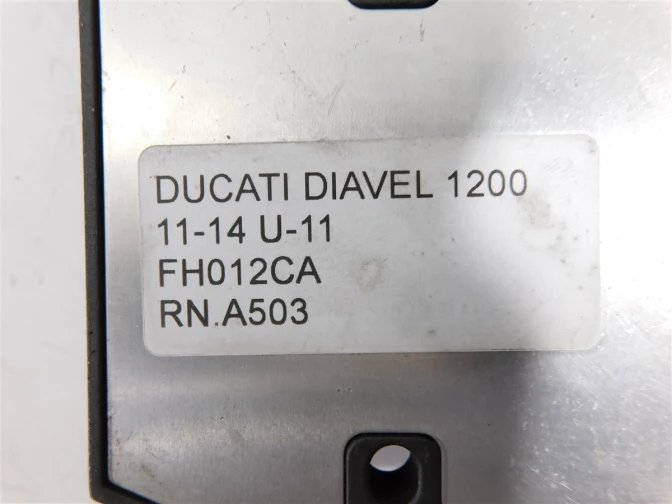 DUCATI DIAVEL 1200
11-14 U-11
FH012CA
RN.A503